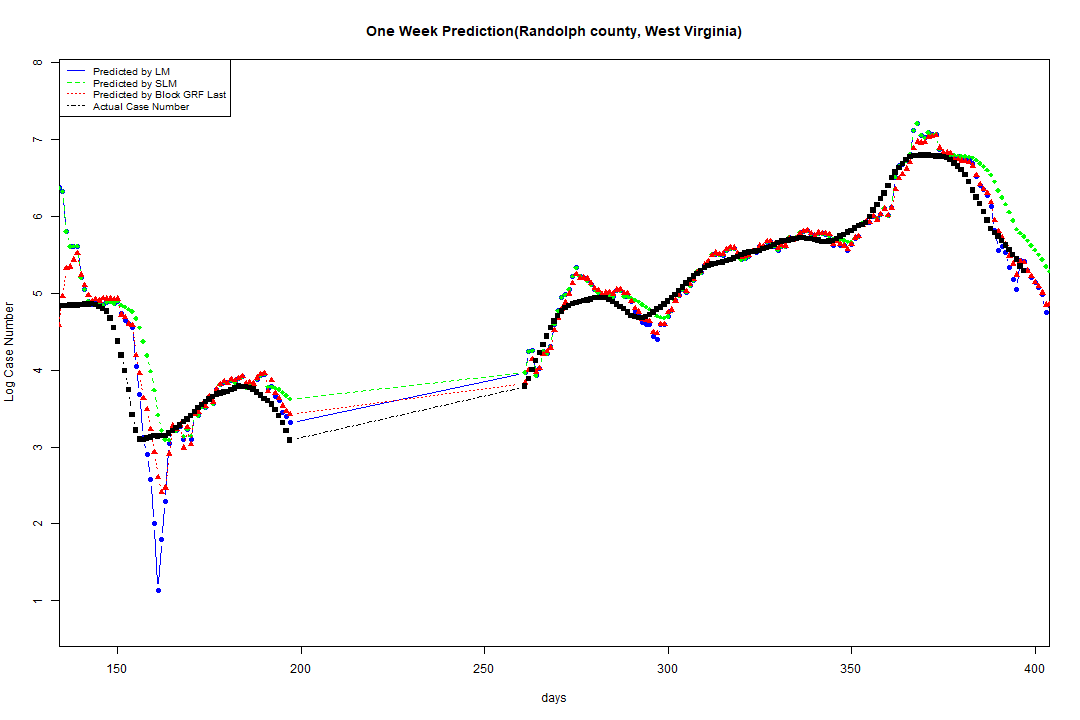 One Week Prediction(Randolph county, West Virginia)
Predicted by LM
Predicted by SLM
Predicted by Block GRF Last
Actual Case Number
Log Case Number
8
7
6
5
4
3
2
1
150 200 250 300 350 400
days